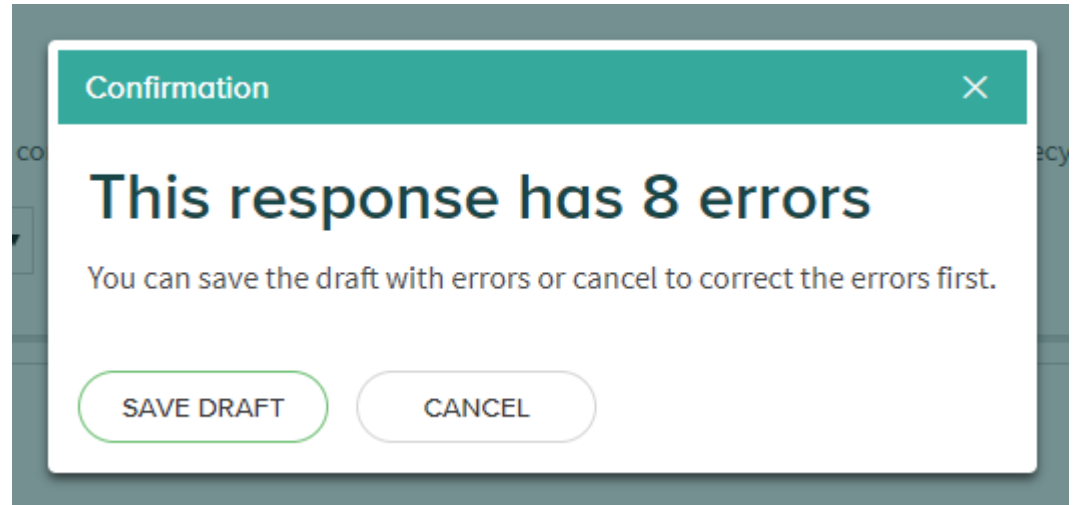 Confirmation
This response has 8 errors
You can save the draft with errors or cancel to correct the errors first.
SAVE DRAFT
CANCEL